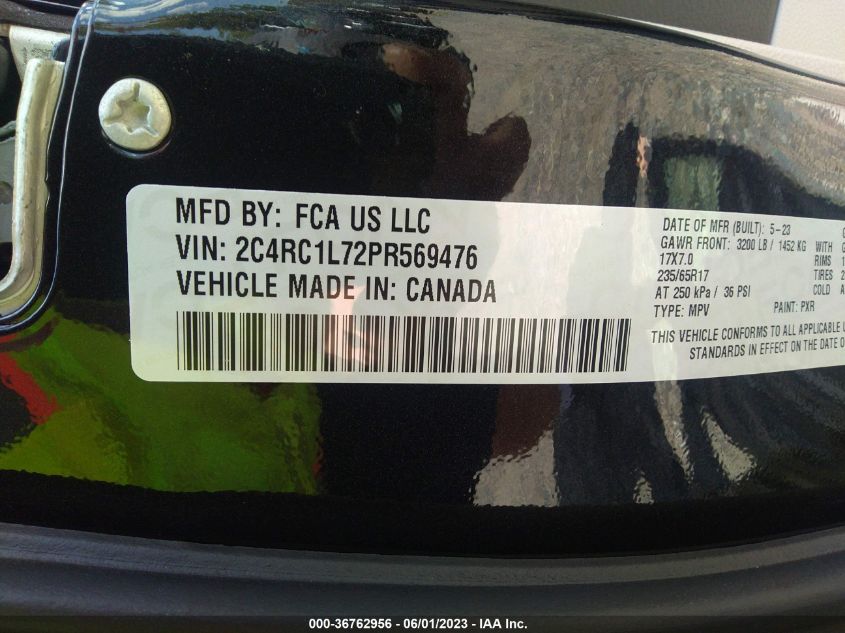 MFD BY: FCA US LLC
VIN: 2C4RC1L72PR569476
VEHICLE MADE IN: CANADA
DATE OF MFR (BUILT): 5-23
GAWR FRONT: 3200 LB / 1452 KG WITH
17X7.0 RIMS
235/65R17 TIRES
AT 250 kPa / 36 PSI COLD
TYPE: MPV PAINT: PXR
THIS VEHICLE CONFORMS TO ALL APPLICABLE
STANDARDS IN EFFECT ON THE DATE OF
000-36762956 - 06/01/2023 - © IAA Inc.